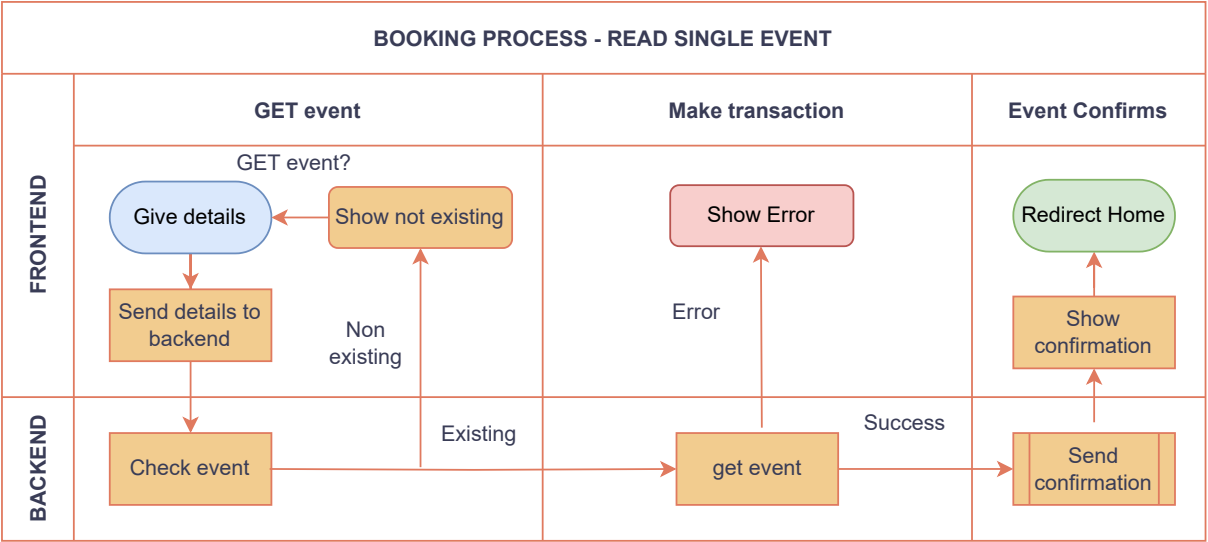 BOOKING PROCESS - READ SINGLE EVENT
GET event
Make transaction
Event Confirms
FRONTEND
GET event?
Give details
Show not existing
Show Error
Redirect Home
Send details to
backend
Non
existing
Error
Show
confirmation
BACKEND
Check event
Existing
get event
Success
Send
confirmation